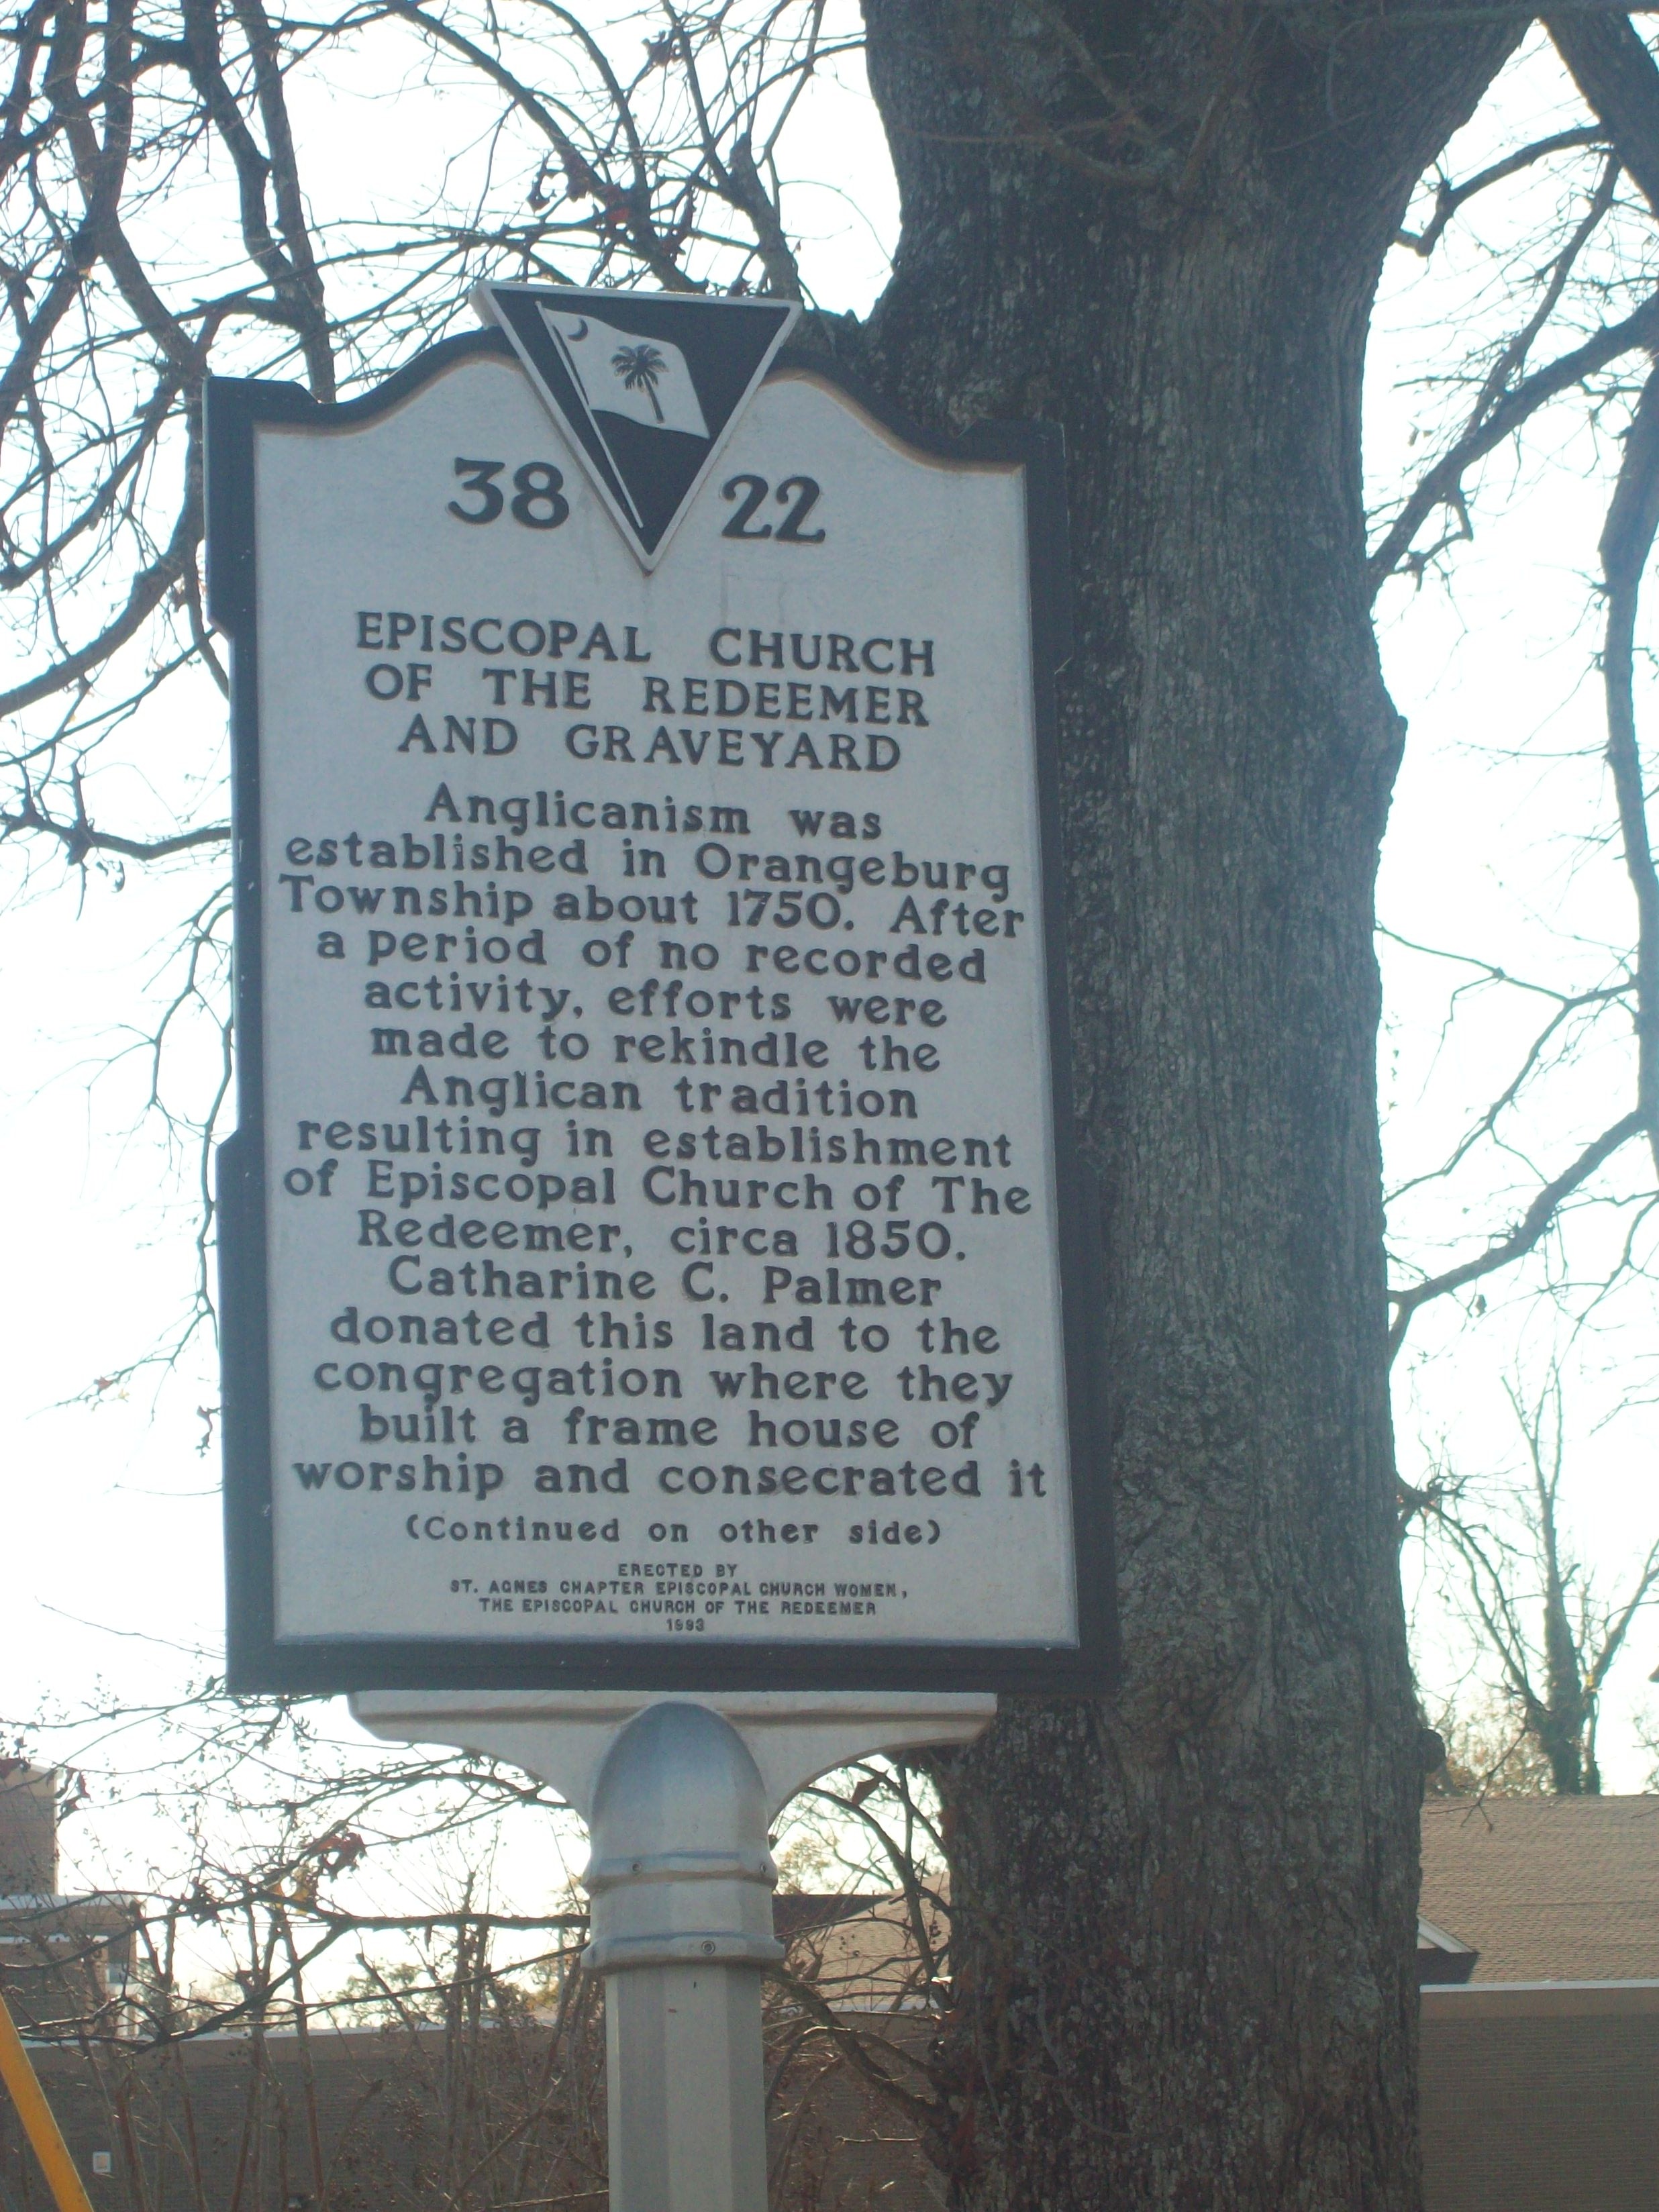 38 22
EPISCOPAL CHURCH
OF THE REDEEMER
AND GRAVEYARD
Anglicanism was
established in Orangeburg
Township about 1750. After
a period of no recorded
activity, efforts were
made to rekindle the
Anglican tradition
resulting in establishment
of Episcopal Church of The
Redeemer, circa 1850.
Catharine C. Palmer
donated this land to the
congregation where they
built a frame house of
worship and consecrated it
(Continued on other side)
ERECTED BY
ST. AGNES CHAPTER EPISCOPAL CHURCH WOMEN,
THE EPISCOPAL CHURCH OF THE REDEEMER
1993